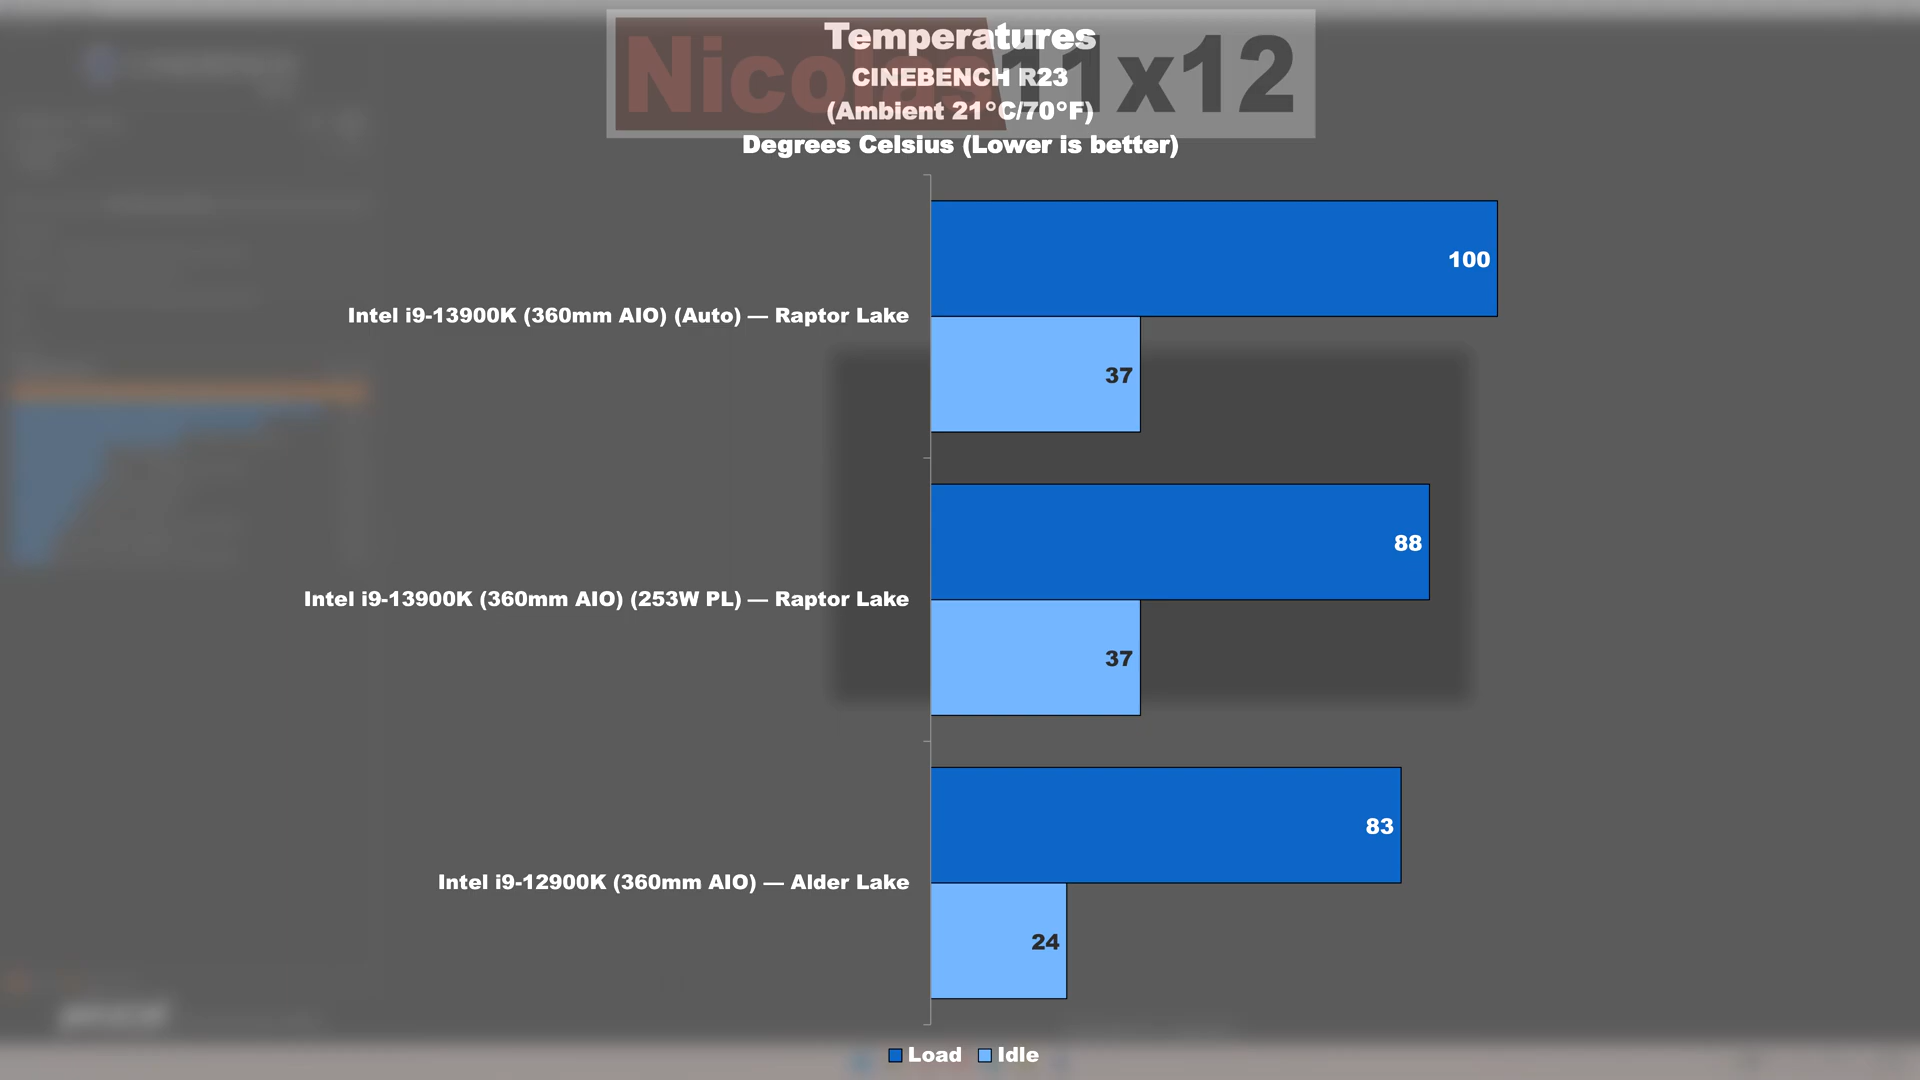 Nicolas11x12
Temperatures
CINEBENCH R23
(Ambient 21°C/70°F)
Degrees Celsius (Lower is better)
100
Intel i9-13900K (360mm AIO) (Auto) — Raptor Lake
37
88
Intel i9-13900K (360mm AIO) (253W PL) — Raptor Lake
37
83
Intel i9-12900K (360mm AIO) — Alder Lake
24
Load Idle